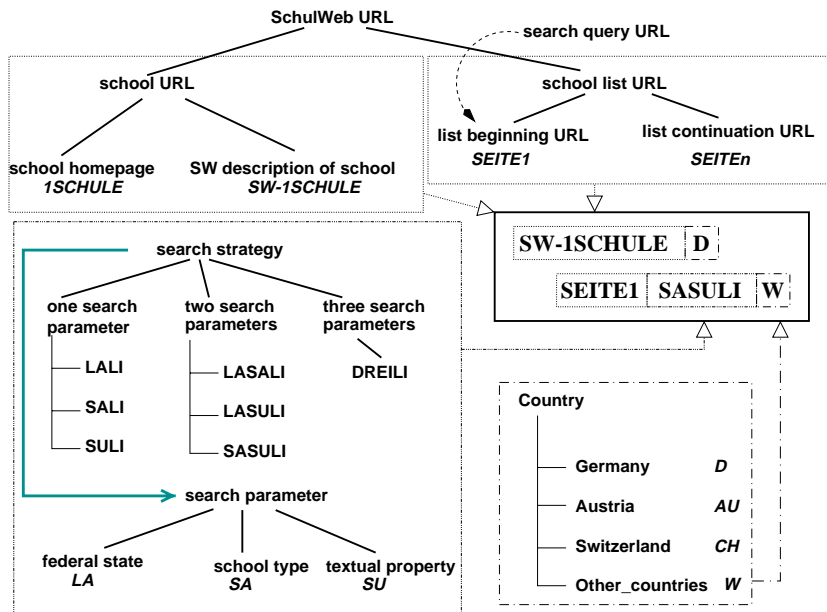 SchulWeb URL
search query URL
school URL
school list URL
list beginning URL
SEITE1
list continuation URL
SEITEn
school homepage
1SCHULE
SW description of school
SW-1SCHULE
SW-1SCHULE D
SEITE1 SASULI W
search strategy
one search
parameter
two search
parameters
three search
parameters
LALI
SALI
SULI
LASALI
LASULI
SASULI
DREILI
search parameter
federal state
LA
school type
SA
textual property
SU
Country
Germany D
Austria AU
Switzerland CH
Other_countries W